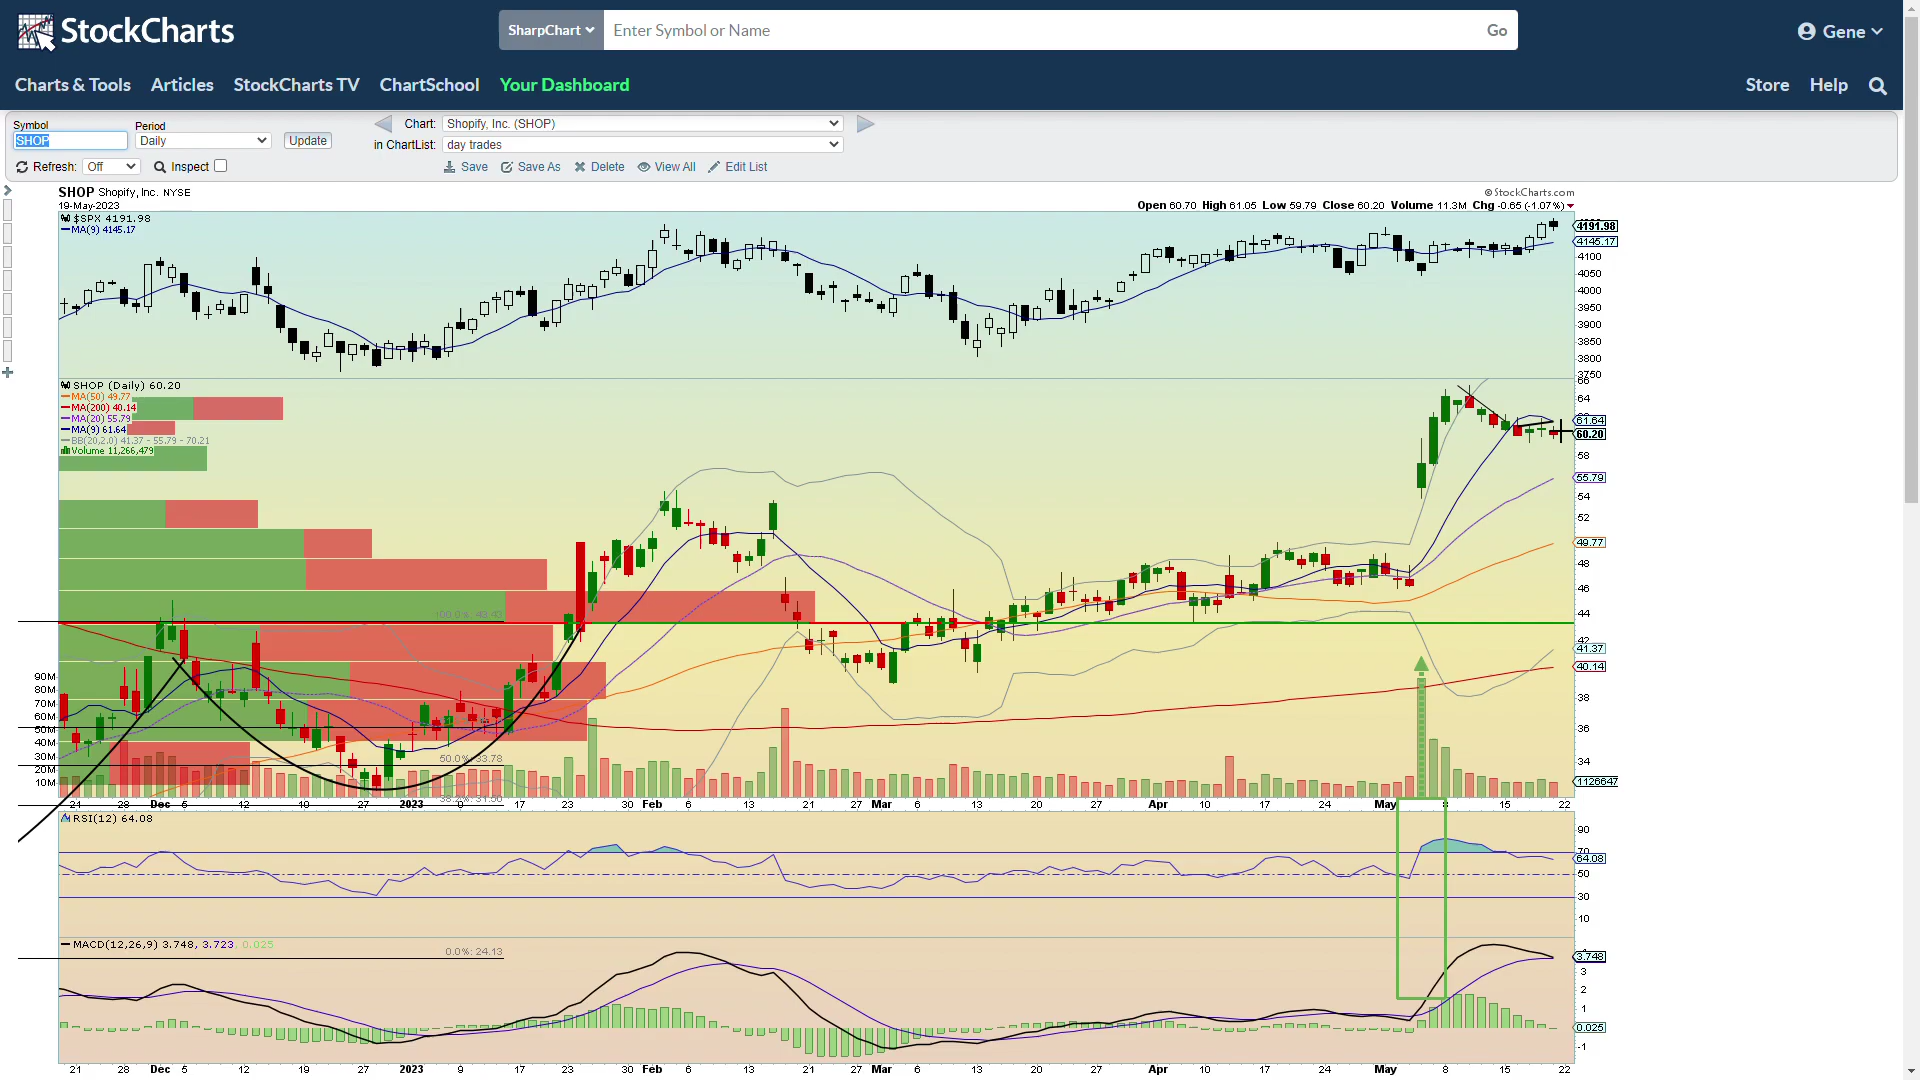 StockCharts
SharpChart
Enter Symbol or Name
Go
Gene
Charts & Tools
Articles
StockCharts TV
ChartSchool
Your Dashboard
Store
Help
Symbol
Period
Chart:
Shopify, Inc. (SHOP)
SHOP
Daily
Update
in ChartList:
day trades
Refresh:
Off
Inspect
Save
Save As
Delete
View All
Edit List
SHOP Shopify, Inc. NYSE
© StockCharts.com
19-May-2023
Open 60.70 High 61.05 Low 59.79 Close 60.20 Volume 11.3M Chg -0.65 (-1.07%)
$SPX 4191.98
MA(9) 4145.17
4191.98
4145.17
4100
4050
4000
3950
3900
3850
3800
3750
SHOP (Daily) 60.20
MA(50) 49.77
MA(200) 40.14
MA(20) 55.79
MA(9) 61.64
BB(20,2.0) 41.37 - 55.79 - 70.21
Volume 11,266,479
66
64
61.64
60.20
58
55.79
54
52
49.77
48
46
44
42
41.37
40.14
38
36
34
1126647
90M
80M
70M
60M
50M
40M
30M
20M
10M
50.0%: 33.78
38.2%: 31.50
21 28 Dec 5 12 19 27 2023 17 23 30 Feb 6 13 21 27 Mar 6 13 20 27 Apr 10 17 24 May 8 15 22
RSI(12) 64.08
90
70
64.08
50
30
10
MACD(12,26,9) 3.748, 3.723, 0.025
0.0%: 24.13
3.748
3
2
1
0.025
-1
21 28 Dec 5 12 19 27 2023 9 17 23 30 Feb 6 13 21 27 Mar 6 13 20 27 Apr 10 17 24 May 8 15 22